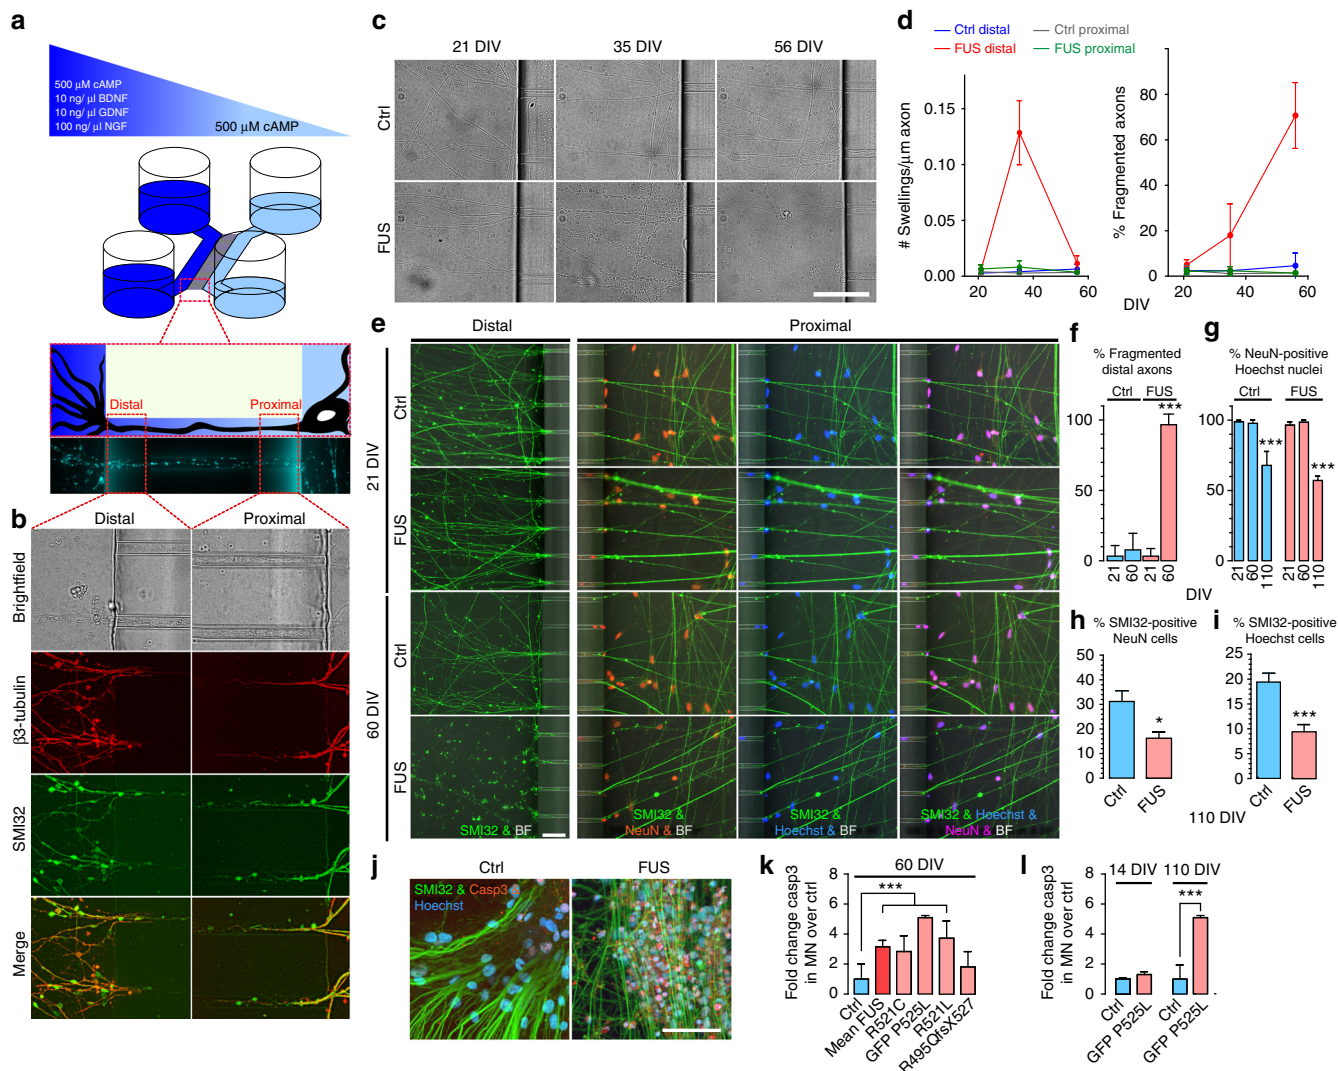 a
500 μM cAMP
10 ng/ μl BDNF
10 ng/ μl GDNF
100 ng/ μl NGF
500 μM cAMP
Distal
Proximal
b
Distal
Proximal
Brightfield
β3-tubulin
SMI32
Merge
c
21 DIV
35 DIV
56 DIV
Ctrl
FUS
d
Ctrl distal
Ctrl proximal
FUS distal
FUS proximal
# Swellings/μm axon
0.15
0.10
0.05
0.00
20
40
60
% Fragmented axons
80
60
40
20
0
20
40
60
DIV
e
Distal
Proximal
21 DIV
Ctrl
FUS
60 DIV
Ctrl
FUS
SMI32 & BF
SMI32 &
NeuN & BF
SMI32 &
Hoechst & BF
SMI32 & Hoechst &
NeuN & BF
f
% Fragmented
distal axons
Ctrl
FUS
***
100
50
0
21
60
21
60
g
% NeuN-positive
Hoechst nuclei
Ctrl
FUS
***
***
100
50
0
21
60
110
21
60
110
DIV
h
% SMI32-positive
NeuN cells
50
40
30
20
10
0
*
Ctrl
FUS
i
% SMI32-positive
Hoechst cells
25
20
15
10
5
0
***
Ctrl
FUS
110 DIV
j
Ctrl
FUS
SMI32 & Casp3 &
Hoechst
k
60 DIV
Fold change casp3
in MN over ctrl
8
6
4
2
0
***
Ctrl
Mean FUS
R521C
GFP P525L
R521L
R495QfsX527
l
14 DIV
110 DIV
Fold change casp3
in MN over ctrl
8
6
4
2
0
***
Ctrl
GFP P525L
Ctrl
GFP P525L